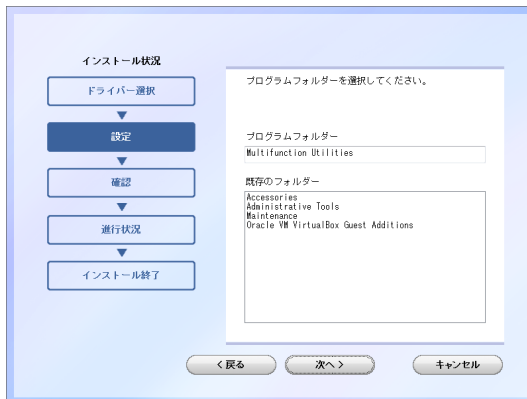 インストール状況
ドライバー選択
設定
確認
進行状況
インストール終了
プログラムフォルダーを選択してください。
プログラムフォルダー
Multifunction Utilities
既存のフォルダー
Accessories
Administrative Tools
Maintenance
Oracle VM VirtualBox Guest Additions
< 戻る
次へ >
キャンセル